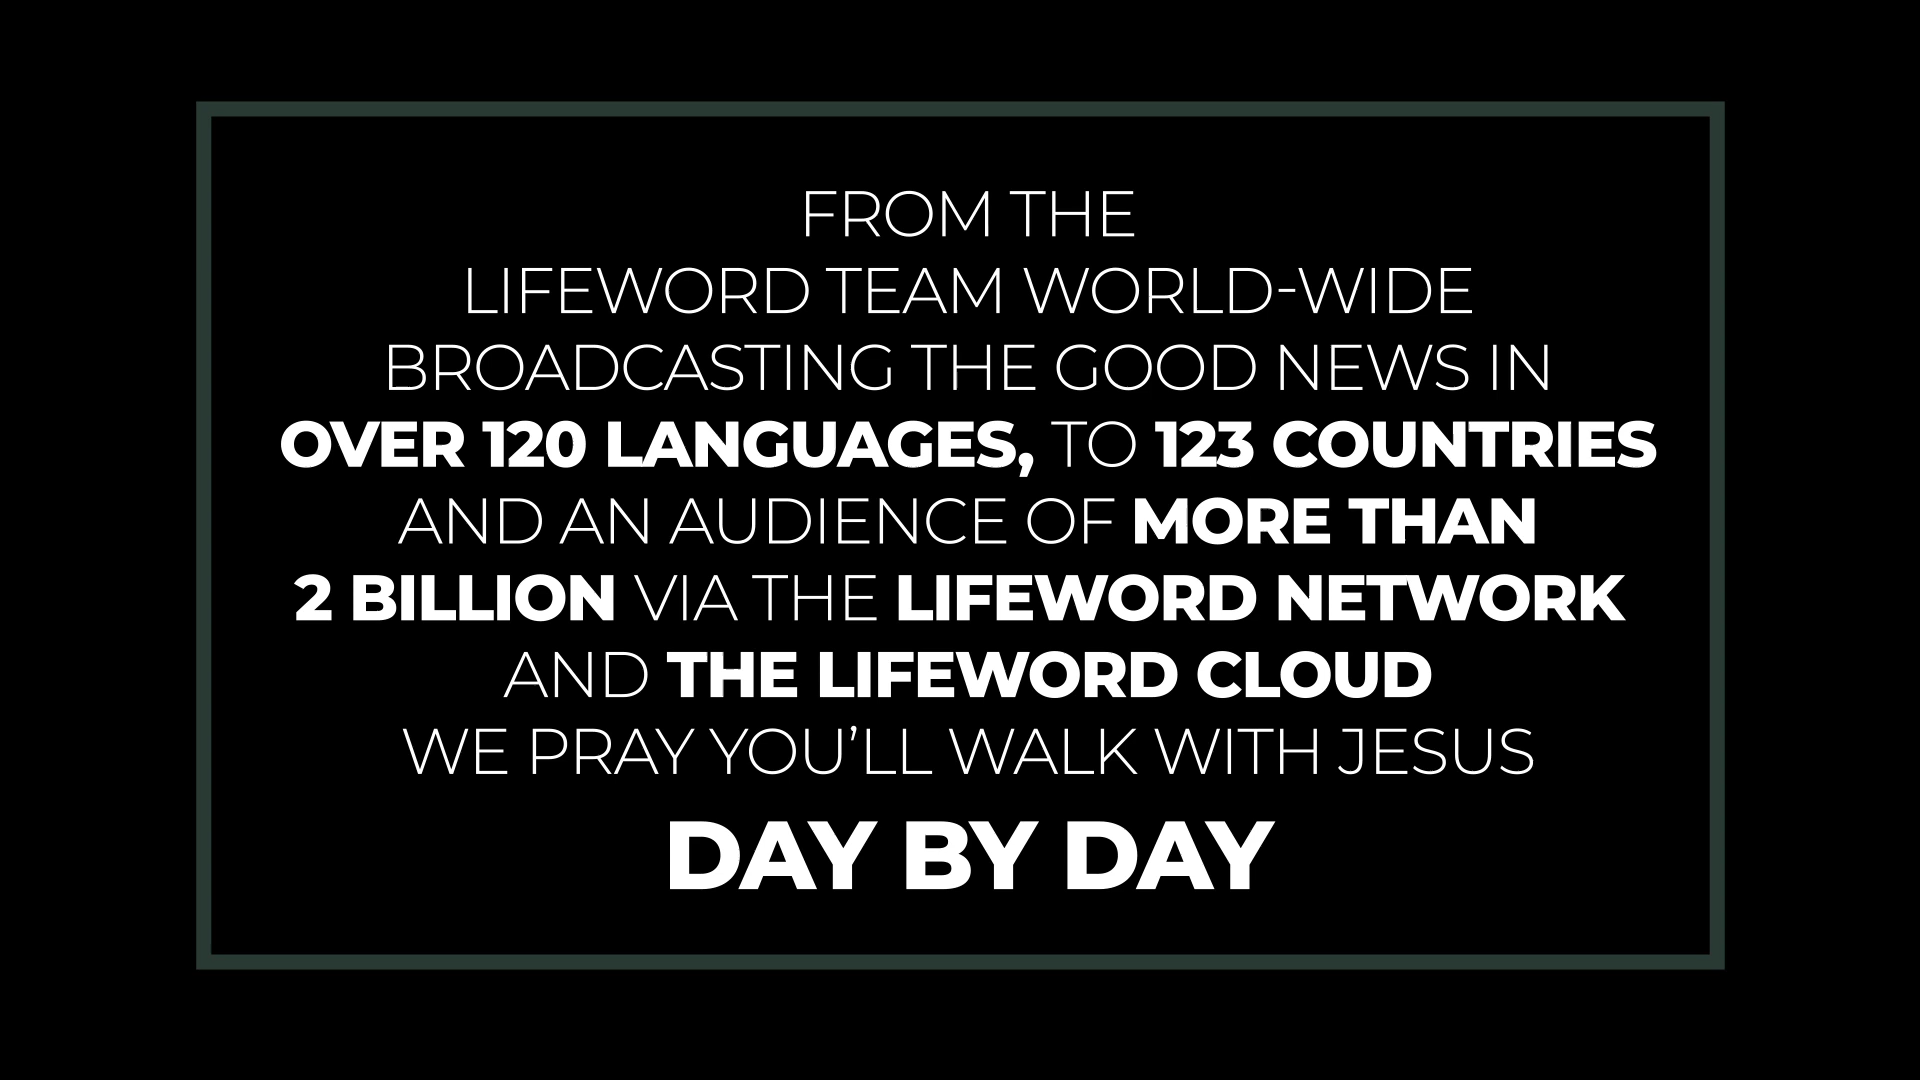 FROM THE
LIFEWORD TEAM WORLD-WIDE
BROADCASTING THE GOOD NEWS IN
OVER 120 LANGUAGES, TO 123 COUNTRIES
AND AN AUDIENCE OF MORE THAN
2 BILLION VIA THE LIFEWORD NETWORK
AND THE LIFEWORD CLOUD
WE PRAY YOU’LL WALK WITH JESUS
DAY BY DAY